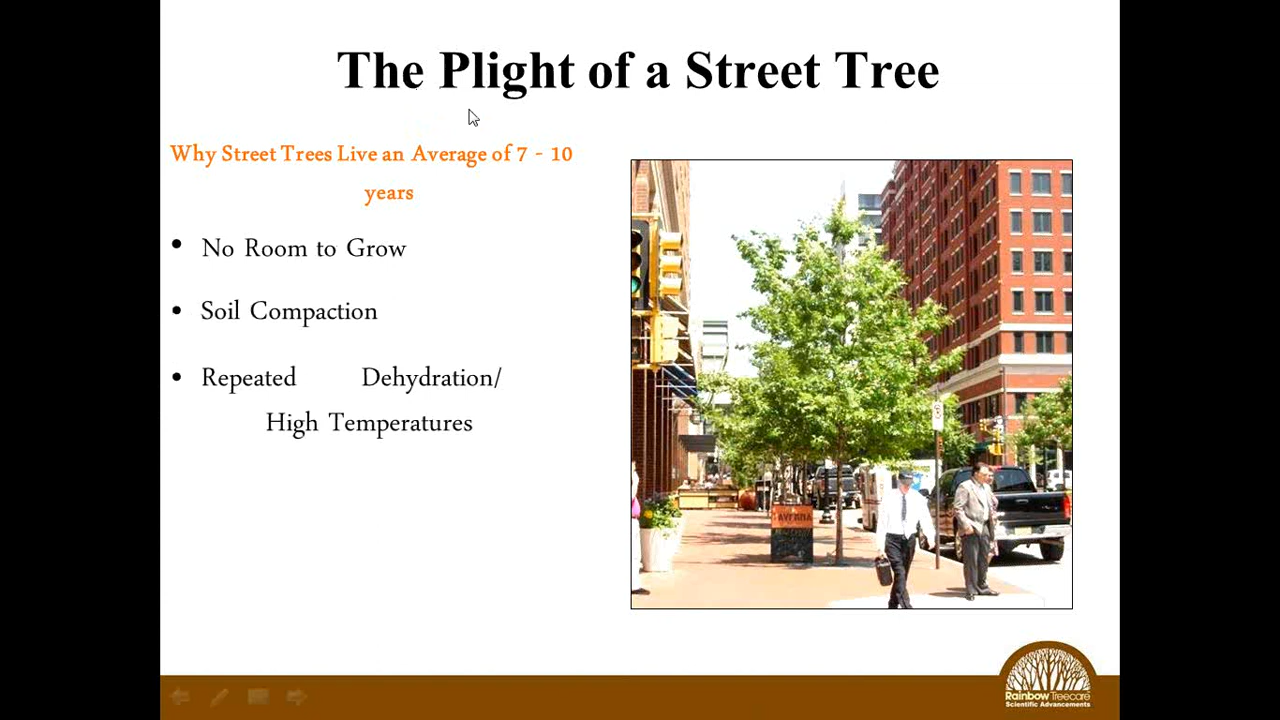 The Plight of a Street Tree
Why Street Trees Live an Average of 7 - 10
years
• No Room to Grow
• Soil Compaction
• Repeated Dehydration/
High Temperatures
Rainbow Treecare
Scientific Advancements